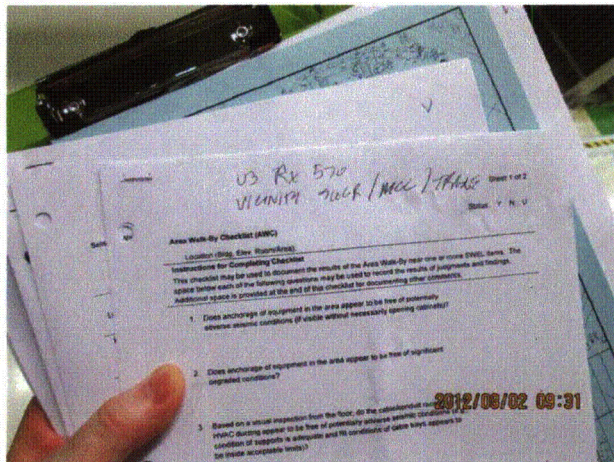 V
U3 Rx 570
VICINITY SWGR / MCC / TRANS
Sheet 1 of 2
Status: Y N U
Area Walk-By Checklist (AWC)
Location (Bldg, Elev, Room/Area)
Instructions for Completing Checklist
This checklist may be used to document the results of the Area Walk-By near one or more SWEL items. The
space below each of the following questions may be used to record the results of judgments and findings.
Additional space is provided at the end of this checklist for documenting other comments.
1. Does anchorage of equipment in the area appear to be free of potentially
adverse seismic conditions (if visible without necessarily opening cabinets)?
2. Does anchorage of equipment in the area appear to be free of significant
degraded conditions?
3. Based on a visual inspection from the floor, do the cable/conduit
HVAC ducting appear to be free of potentially adverse seismic
condition of supports is adequate and fill conditions of cable trays appear to
be inside acceptable limits)?
2012/08/02 09:31